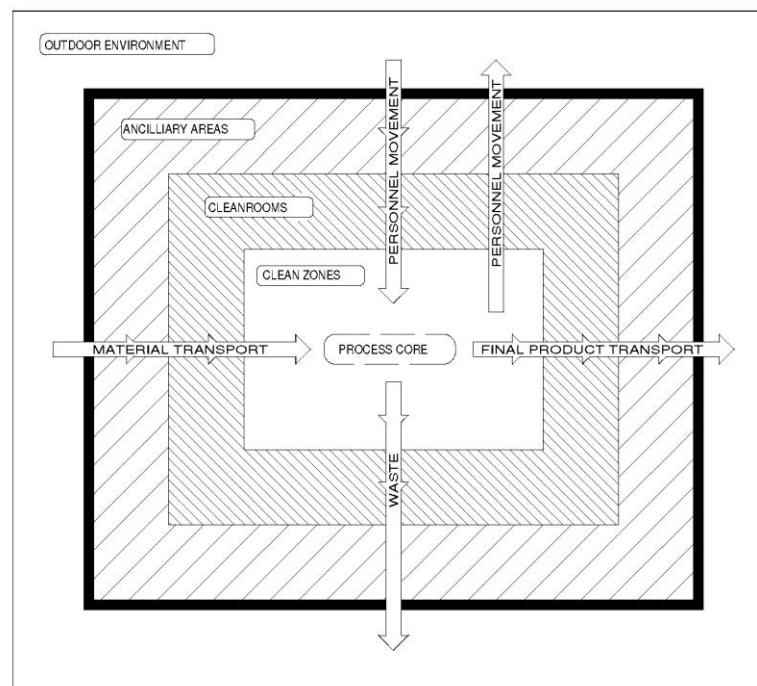 OUTDOOR ENVIRONMENT
ANCILLIARY AREAS
PERSONNEL MOVEMENT
PERSONNEL MOVEMENT
CLEANROOMS
CLEAN ZONES
MATERIAL TRANSPORT
PROCESS CORE
FINAL PRODUCT TRANSPORT
WASTE